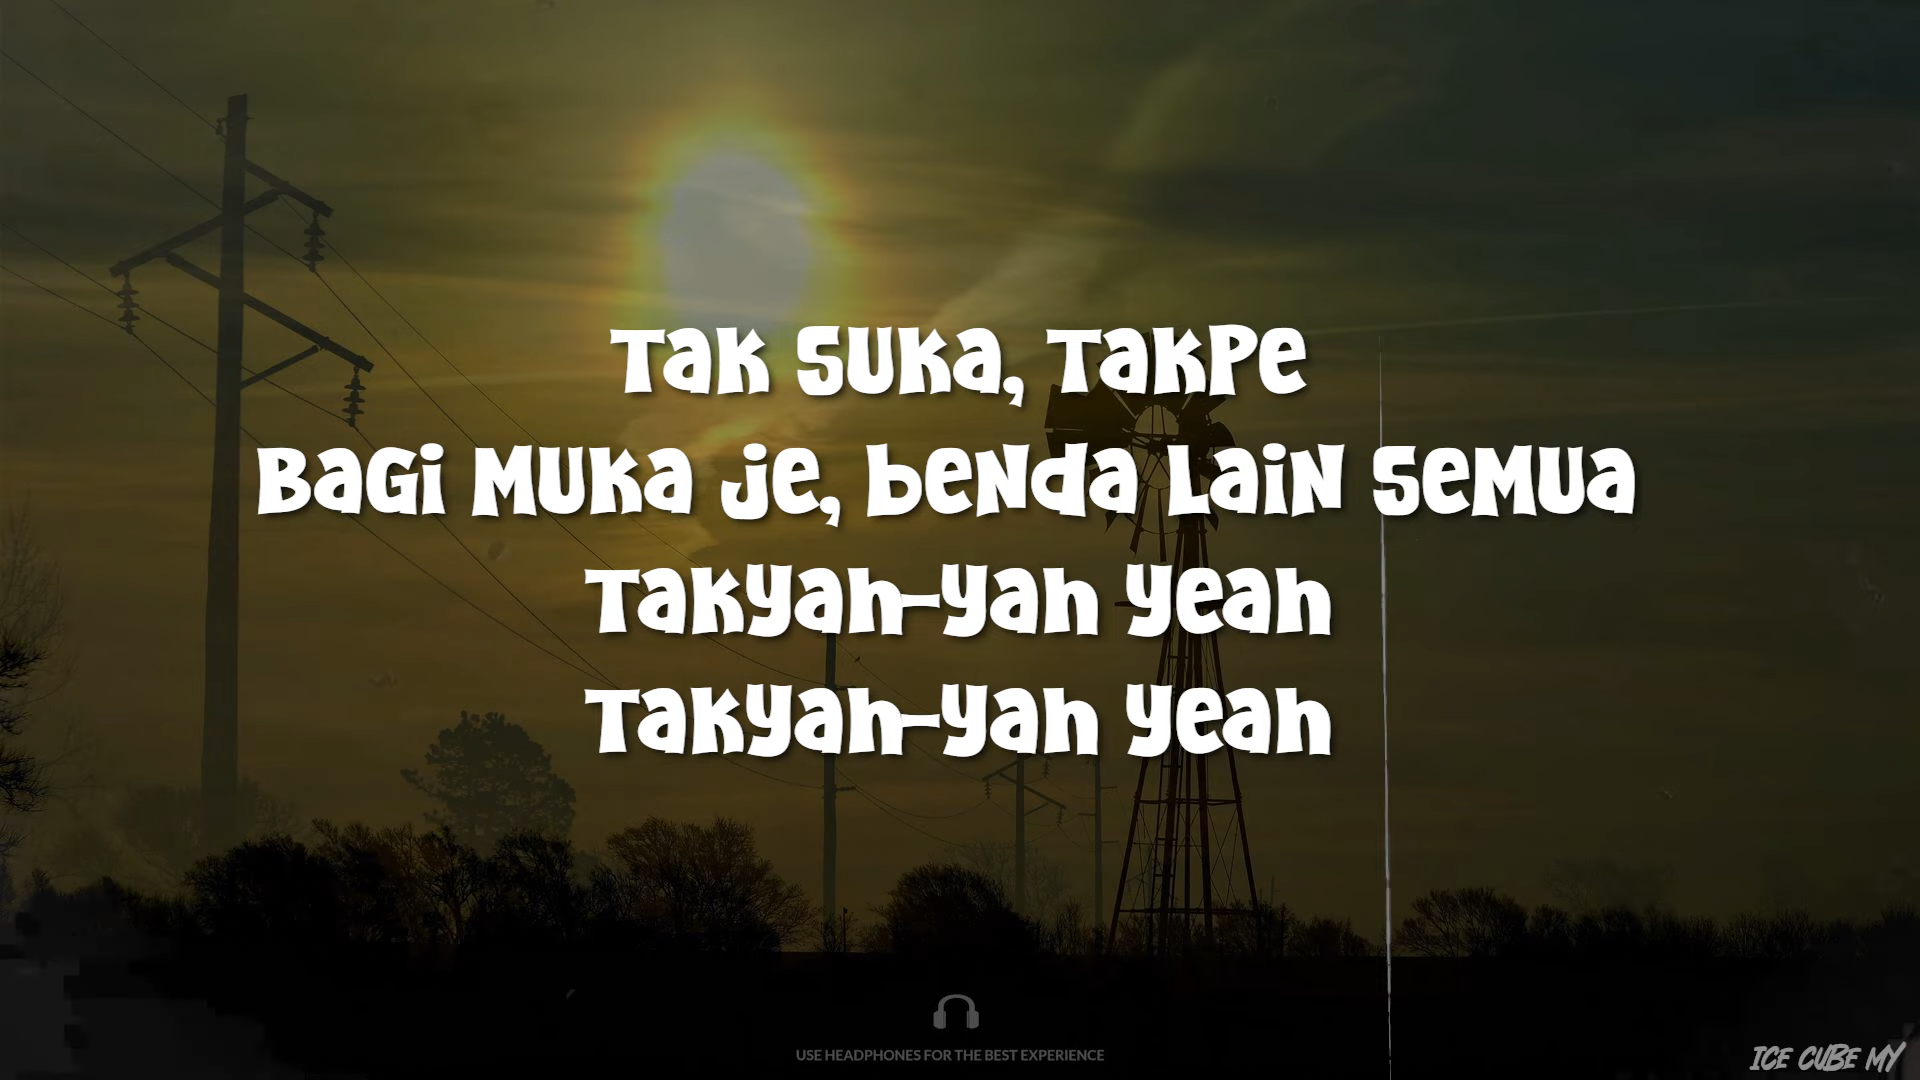 Tak suka, takpe
Bagi muka je, benda lain semua
Takyah-yah yeah
Takyah-yah yeah
USE HEADPHONES FOR THE BEST EXPERIENCE
ICE CUBE MY